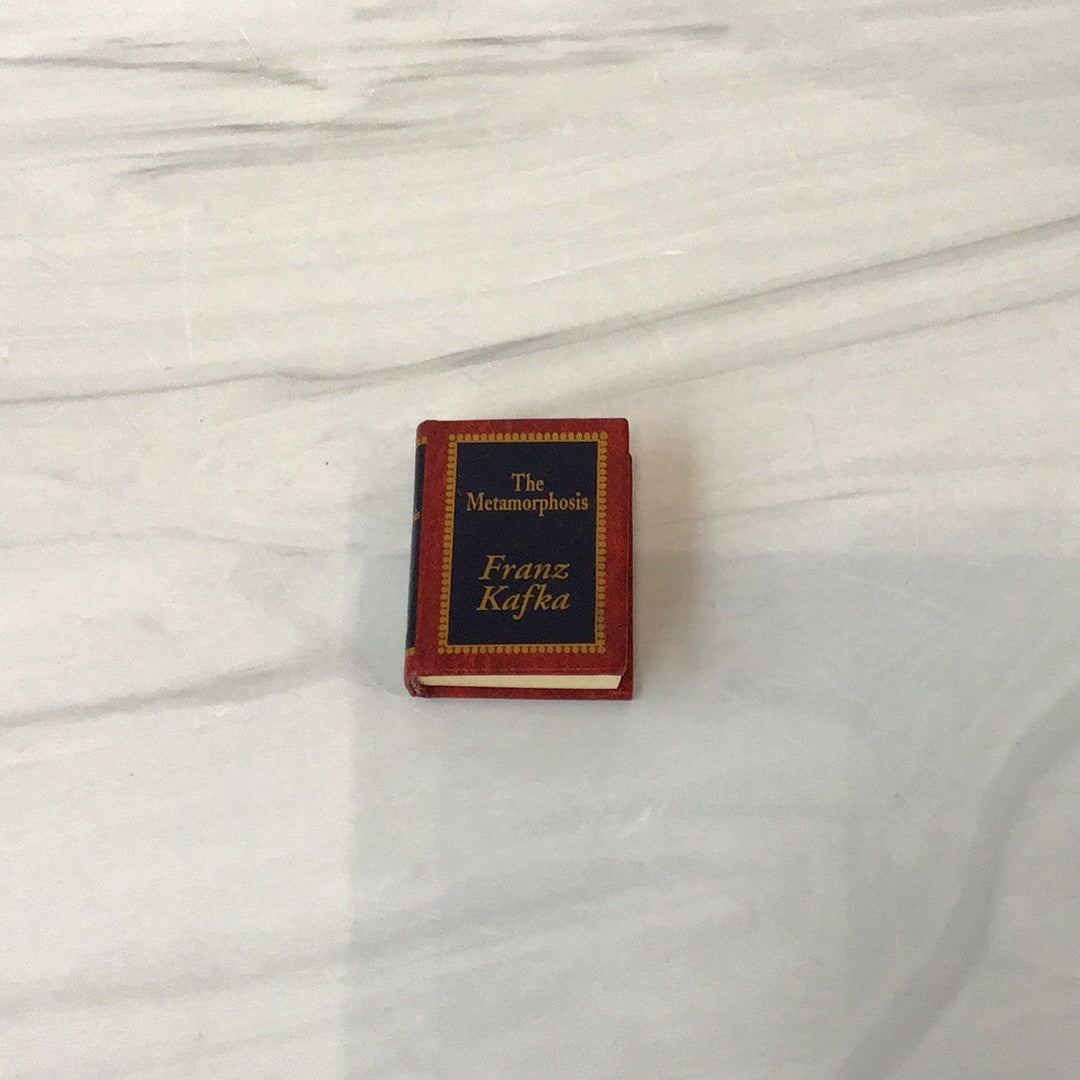 The
Metamorphosis
Franz
Kafka